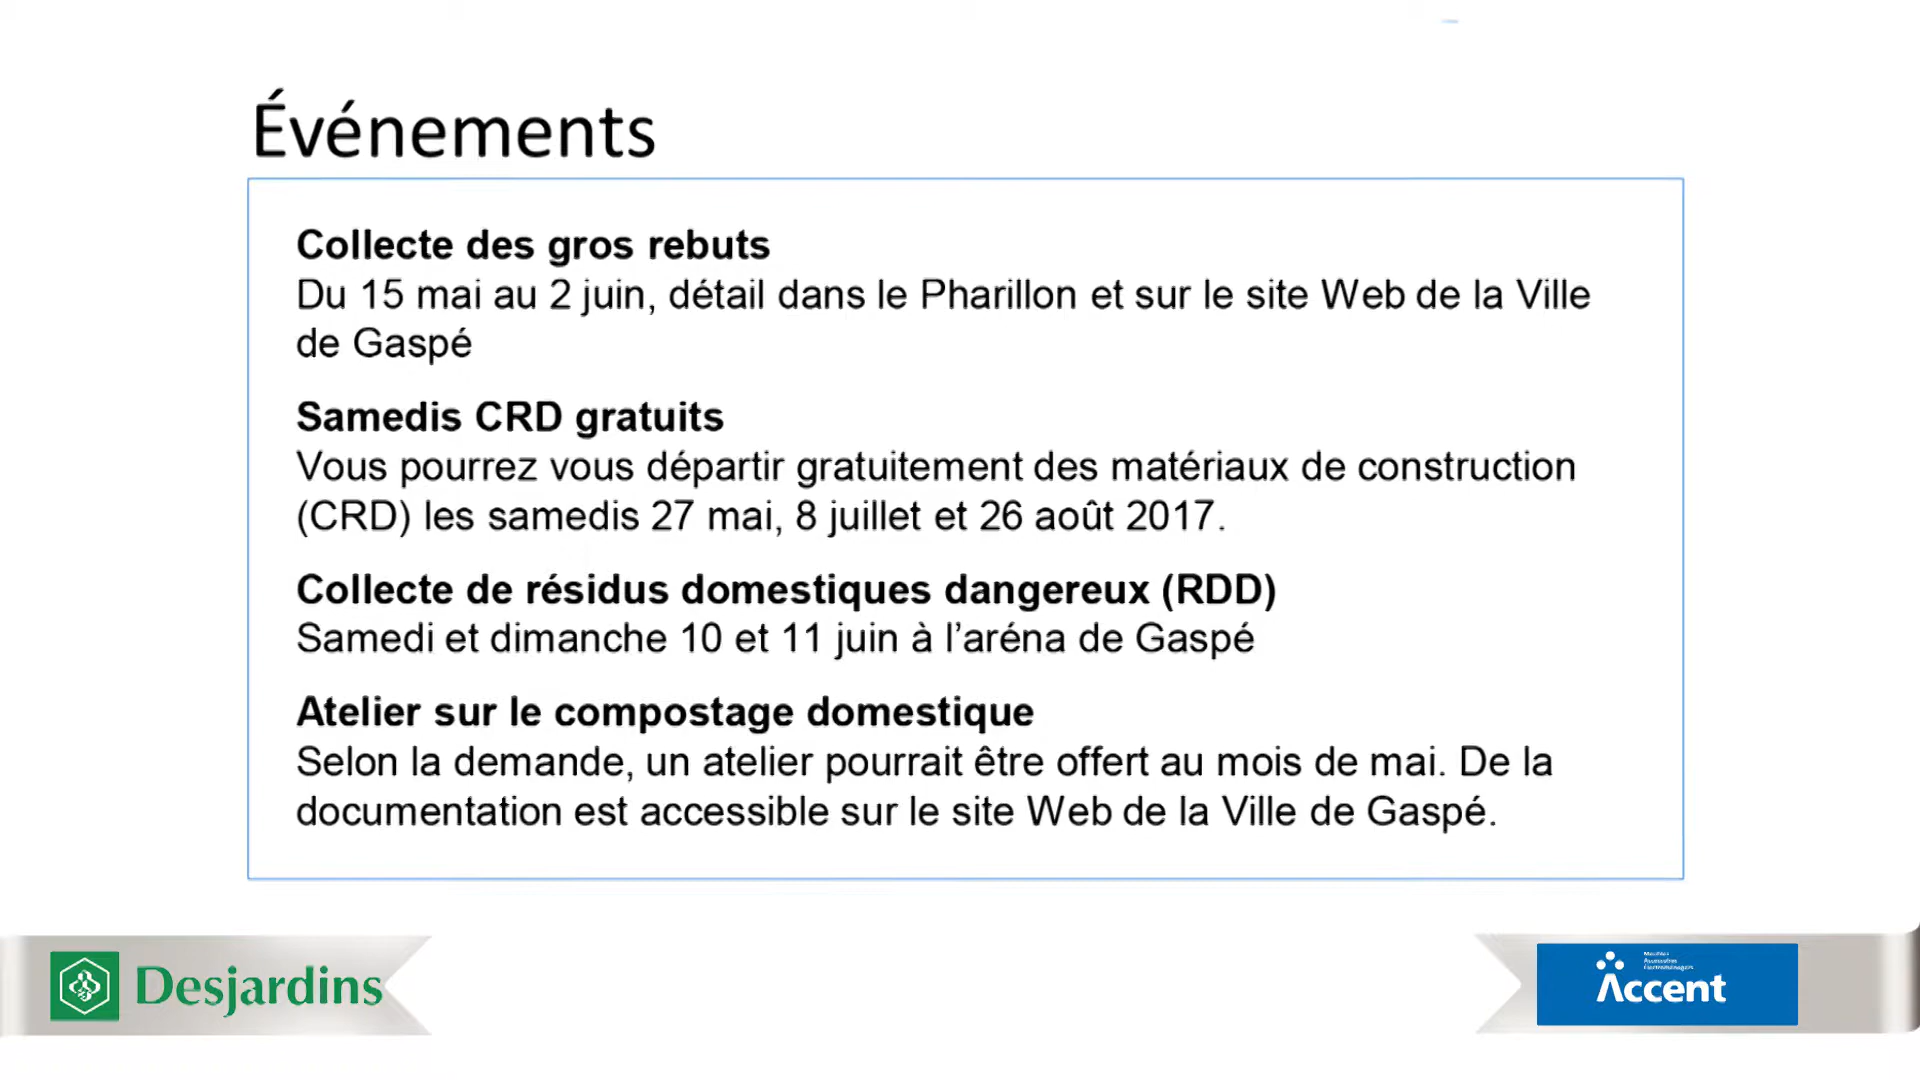 Événements
Collecte des gros rebuts
Du 15 mai au 2 juin, détail dans le Pharillon et sur le site Web de la Ville
de Gaspé
Samedis CRD gratuits
Vous pourrez vous départir gratuitement des matériaux de construction
(CRD) les samedis 27 mai, 8 juillet et 26 août 2017.
Collecte de résidus domestiques dangereux (RDD)
Samedi et dimanche 10 et 11 juin à l’aréna de Gaspé
Atelier sur le compostage domestique
Selon la demande, un atelier pourrait être offert au mois de mai. De la
documentation est accessible sur le site Web de la Ville de Gaspé.
Desjardins
Accent